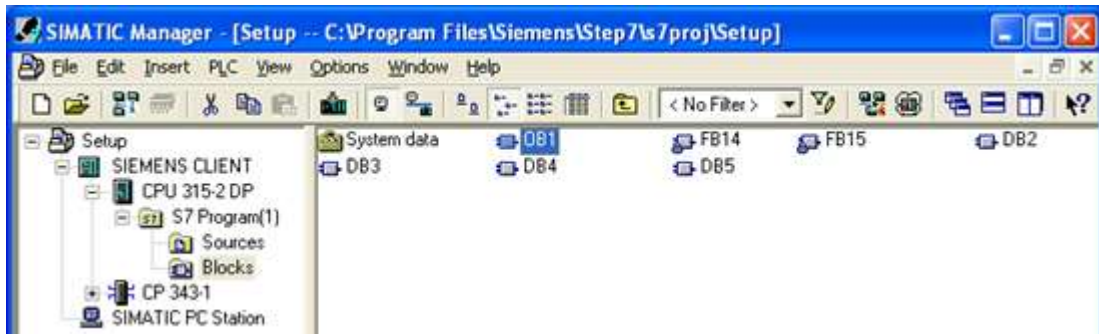 SIMATIC Manager - [Setup -- C:\Program Files\Siemens\Step7\s7proj\Setup]
File Edit Insert PLC View Options Window Help
< No Filter >
Setup
SIEMENS CLIENT
CPU 315-2 DP
S7 Program(1)
Sources
Blocks
CP 343-1
SIMATIC PC Station
System data OB1 FB14 FB15 DB2
DB3 DB4 DB5